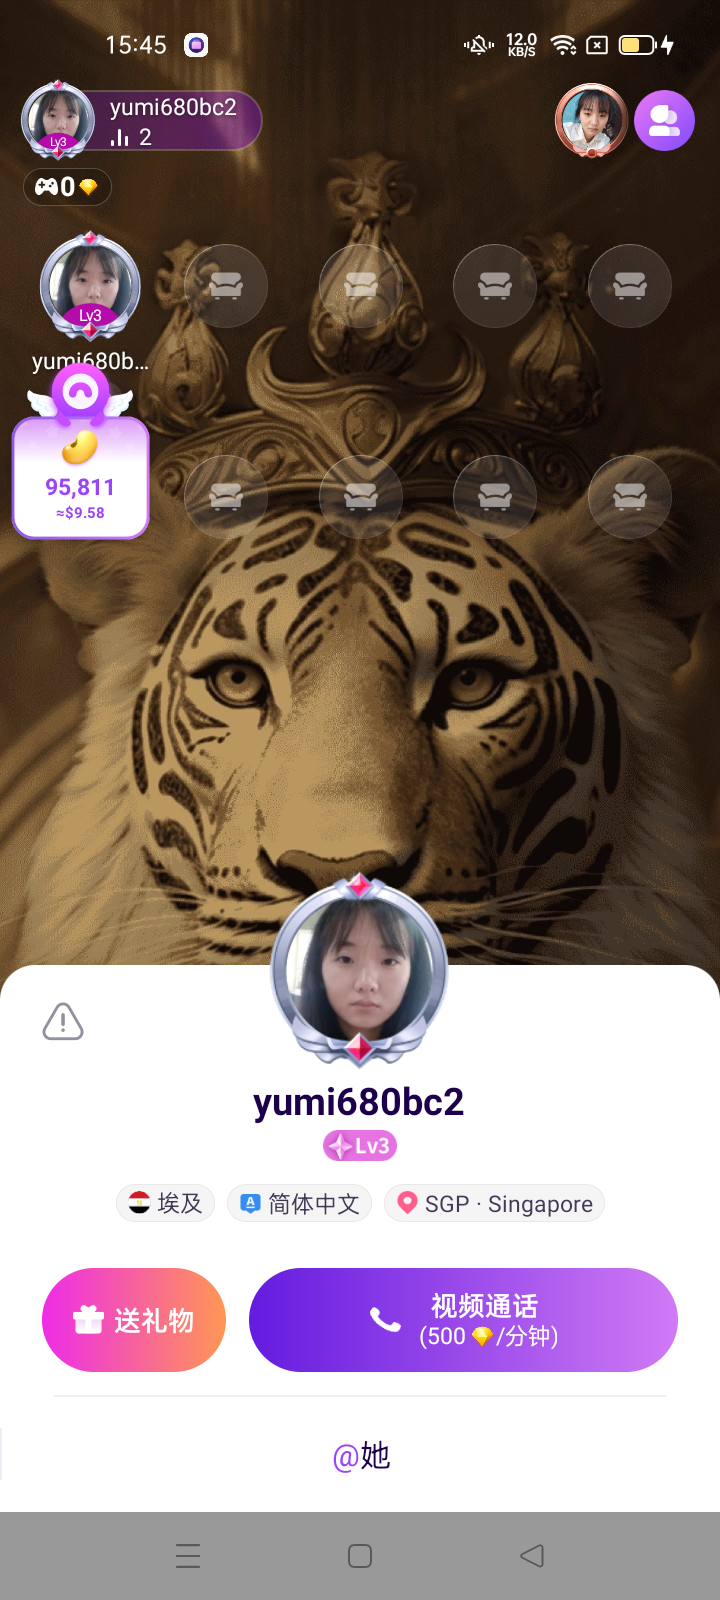 15:45
12.0
KB/S
yumi680bc2
2
Lv3
0
Lv3
yumi680b...
95,811
≈$9.58
yumi680bc2
Lv3
埃及
A 简体中文
SGP · Singapore
送礼物
视频通话
(500 /分钟)
@她